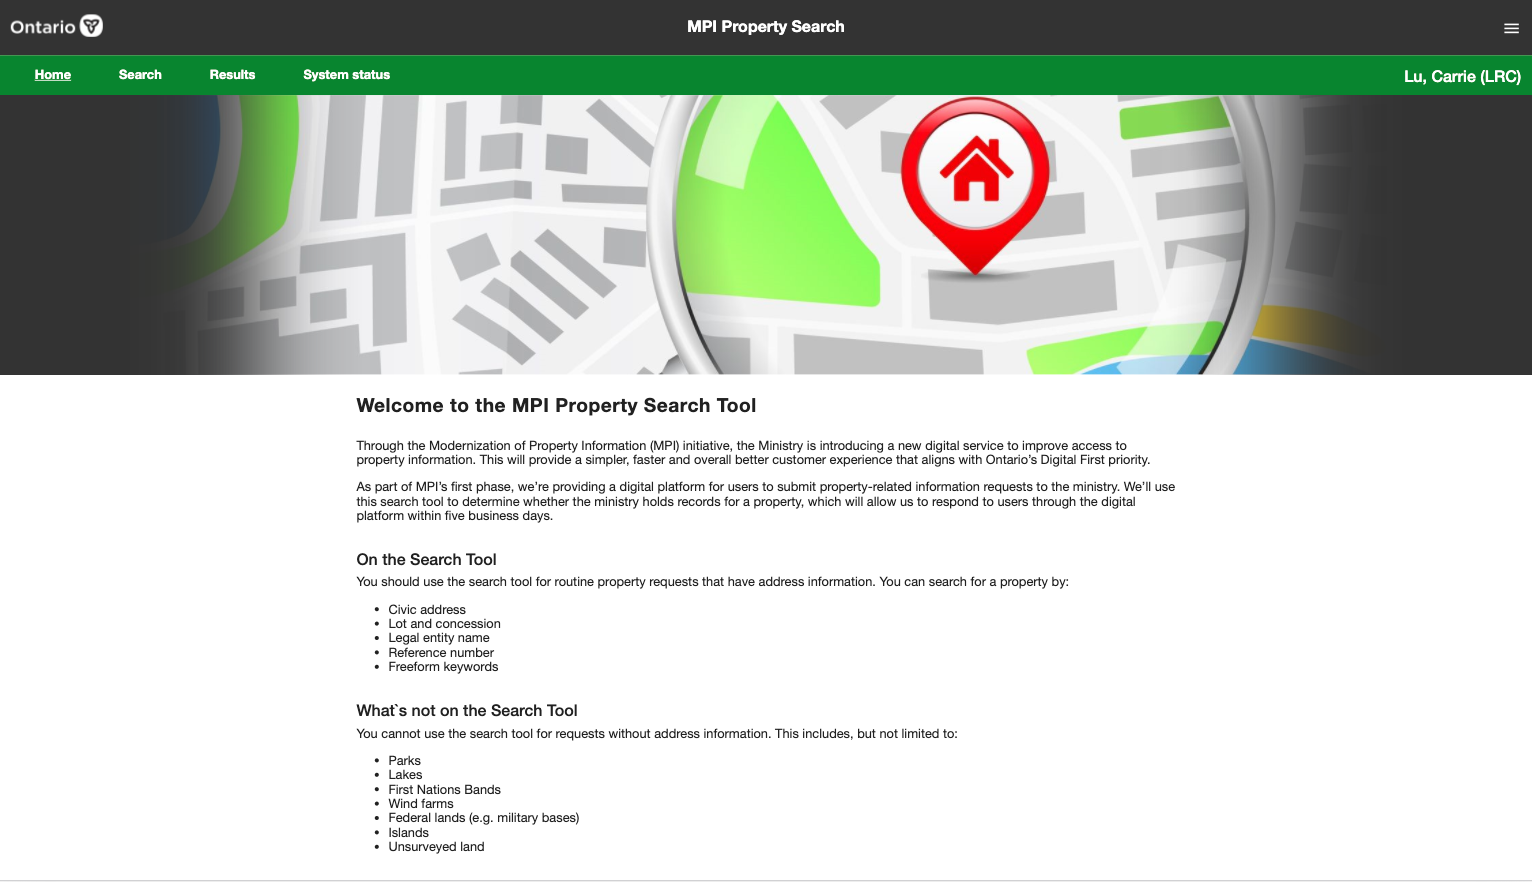 Ontario
MPI Property Search
Home Search Results System status
Lu, Carrie (LRC)
Welcome to the MPI Property Search Tool
Through the Modernization of Property Information (MPI) initiative, the Ministry is introducing a new digital service to improve access to
property information. This will provide a simpler, faster and overall better customer experience that aligns with Ontario’s Digital First priority.
As part of MPI’s first phase, we’re providing a digital platform for users to submit property-related information requests to the ministry. We’ll use
this search tool to determine whether the ministry holds records for a property, which will allow us to respond to users through the digital
platform within five business days.
On the Search Tool
You should use the search tool for routine property requests that have address information. You can search for a property by:
• Civic address
• Lot and concession
• Legal entity name
• Reference number
• Freeform keywords
What`s not on the Search Tool
You cannot use the search tool for requests without address information. This includes, but not limited to:
• Parks
• Lakes
• First Nations Bands
• Wind farms
• Federal lands (e.g. military bases)
• Islands
• Unsurveyed land